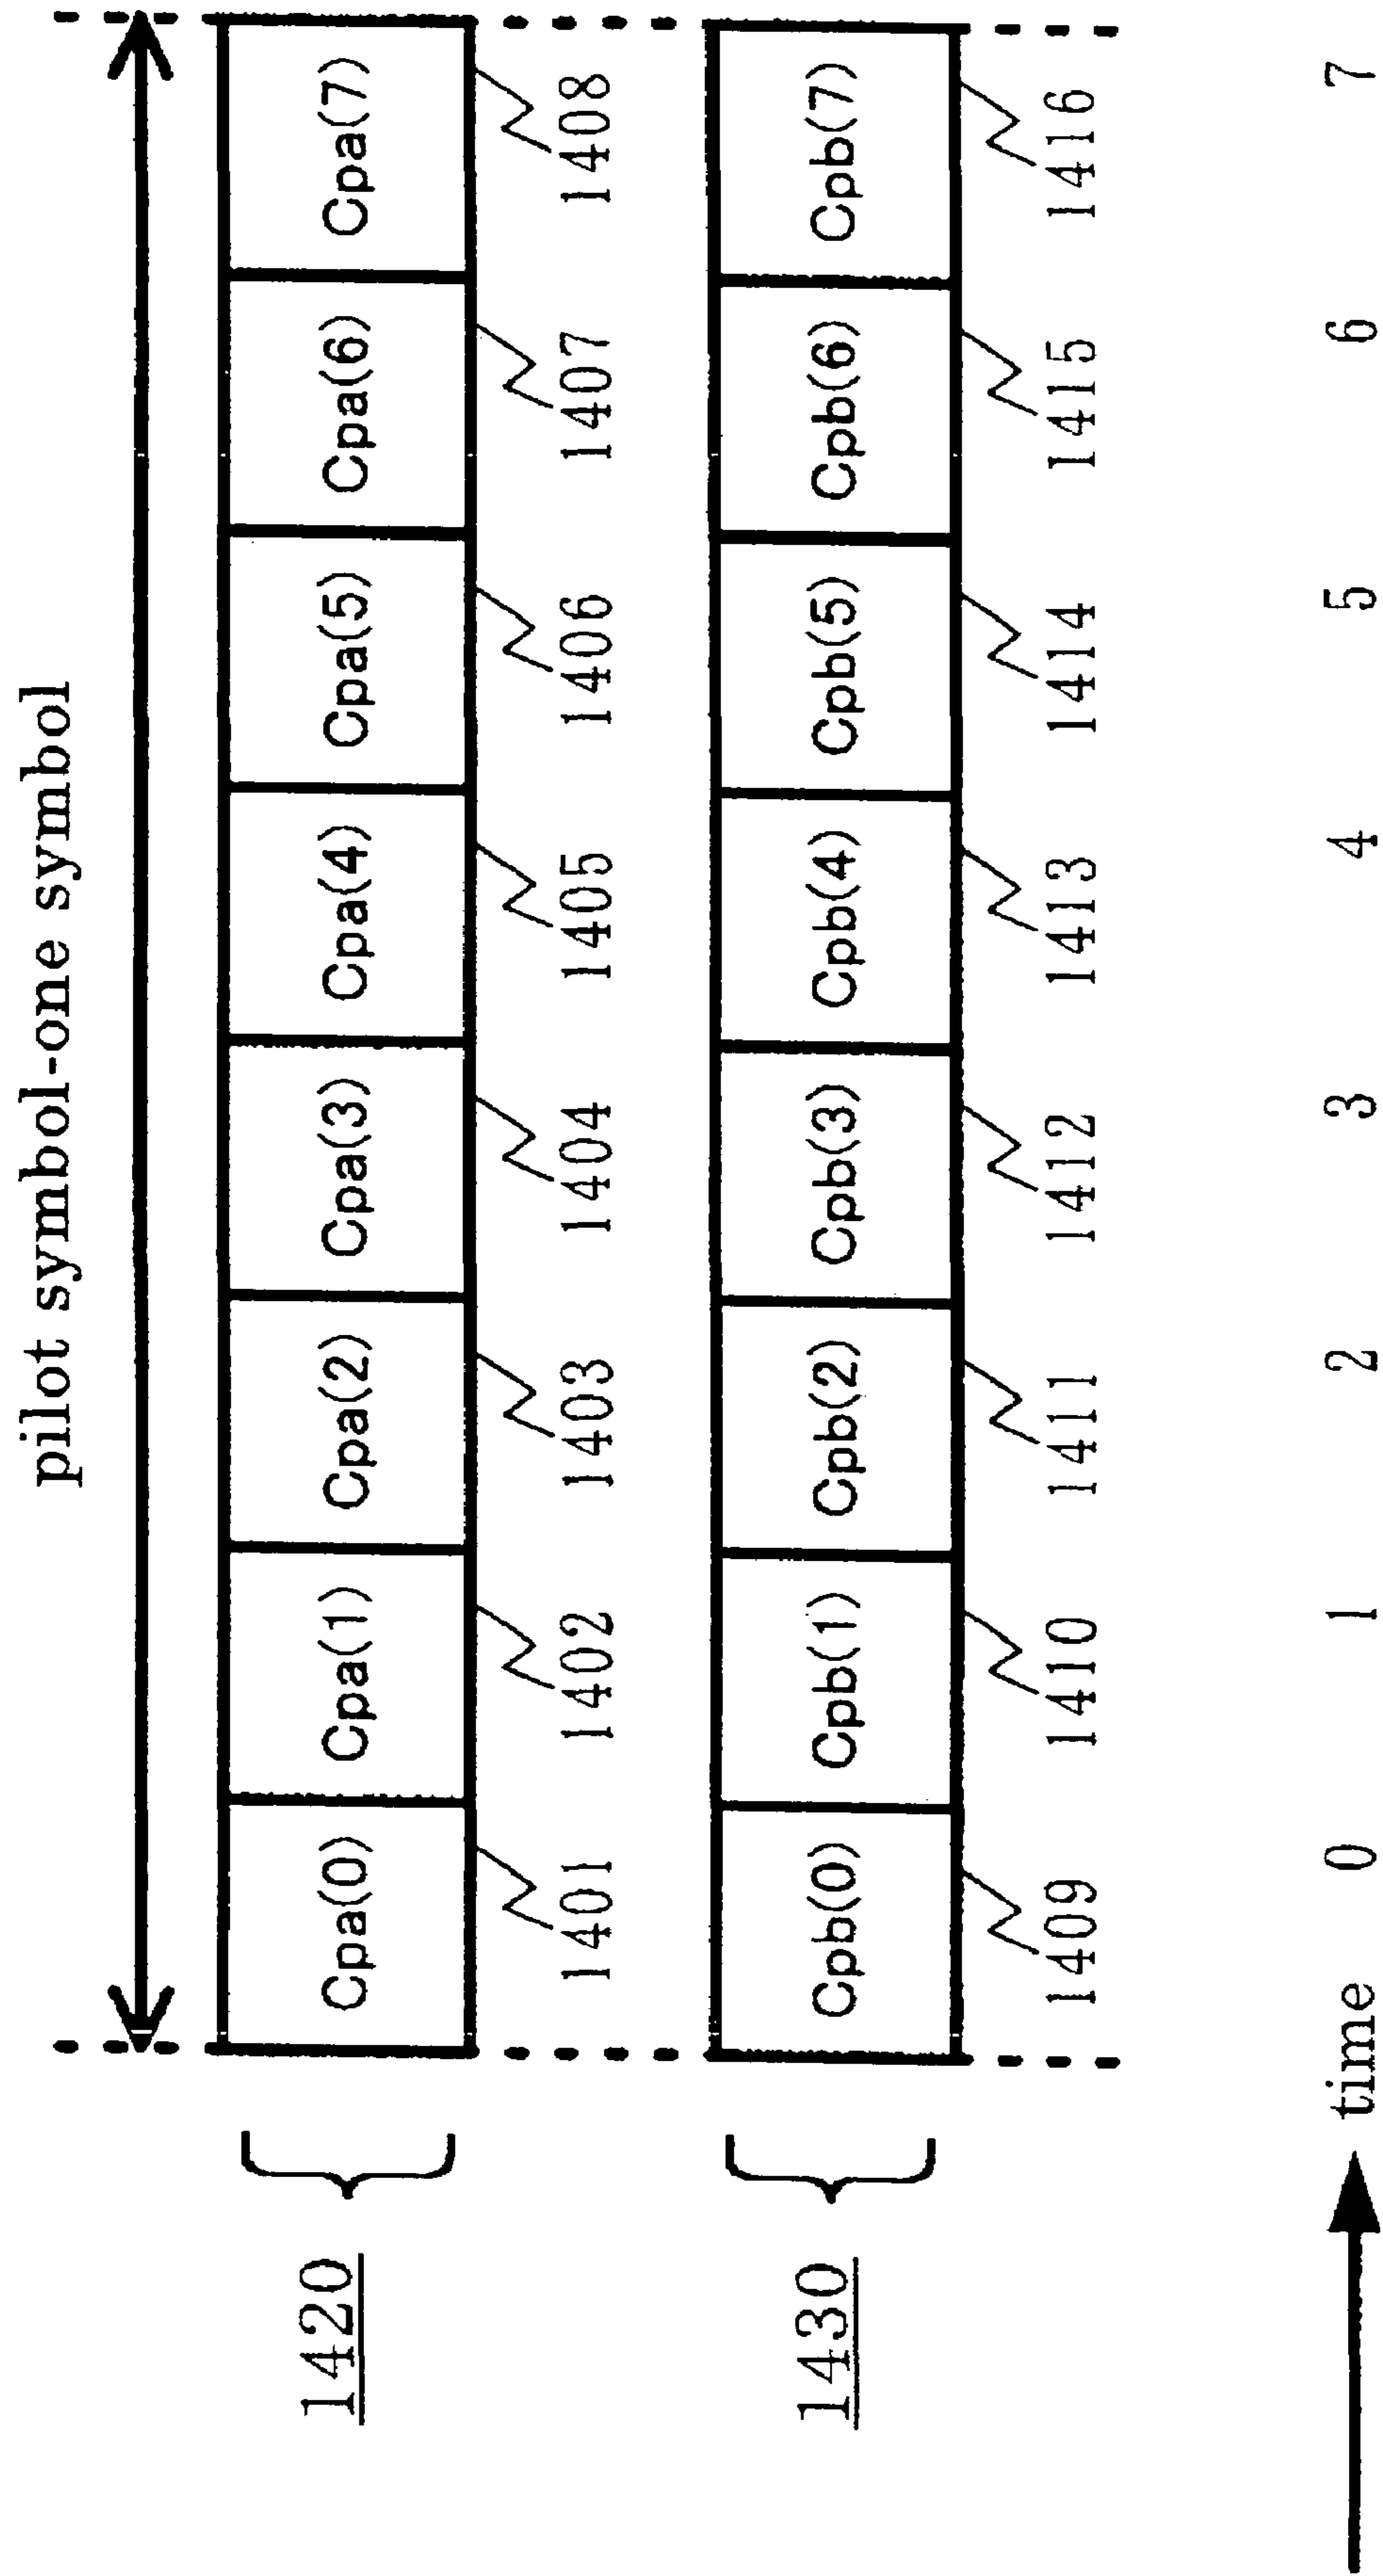 pilot symbol-one symbol
1420
Cpa(0) Cpa(1) Cpa(2) Cpa(3) Cpa(4) Cpa(5) Cpa(6) Cpa(7)
1401 1402 1403 1404 1405 1406 1407 1408
1430
Cpb(0) Cpb(1) Cpb(2) Cpb(3) Cpb(4) Cpb(5) Cpb(6) Cpb(7)
1409 1410 1411 1412 1413 1414 1415 1416
time 0 1 2 3 4 5 6 7